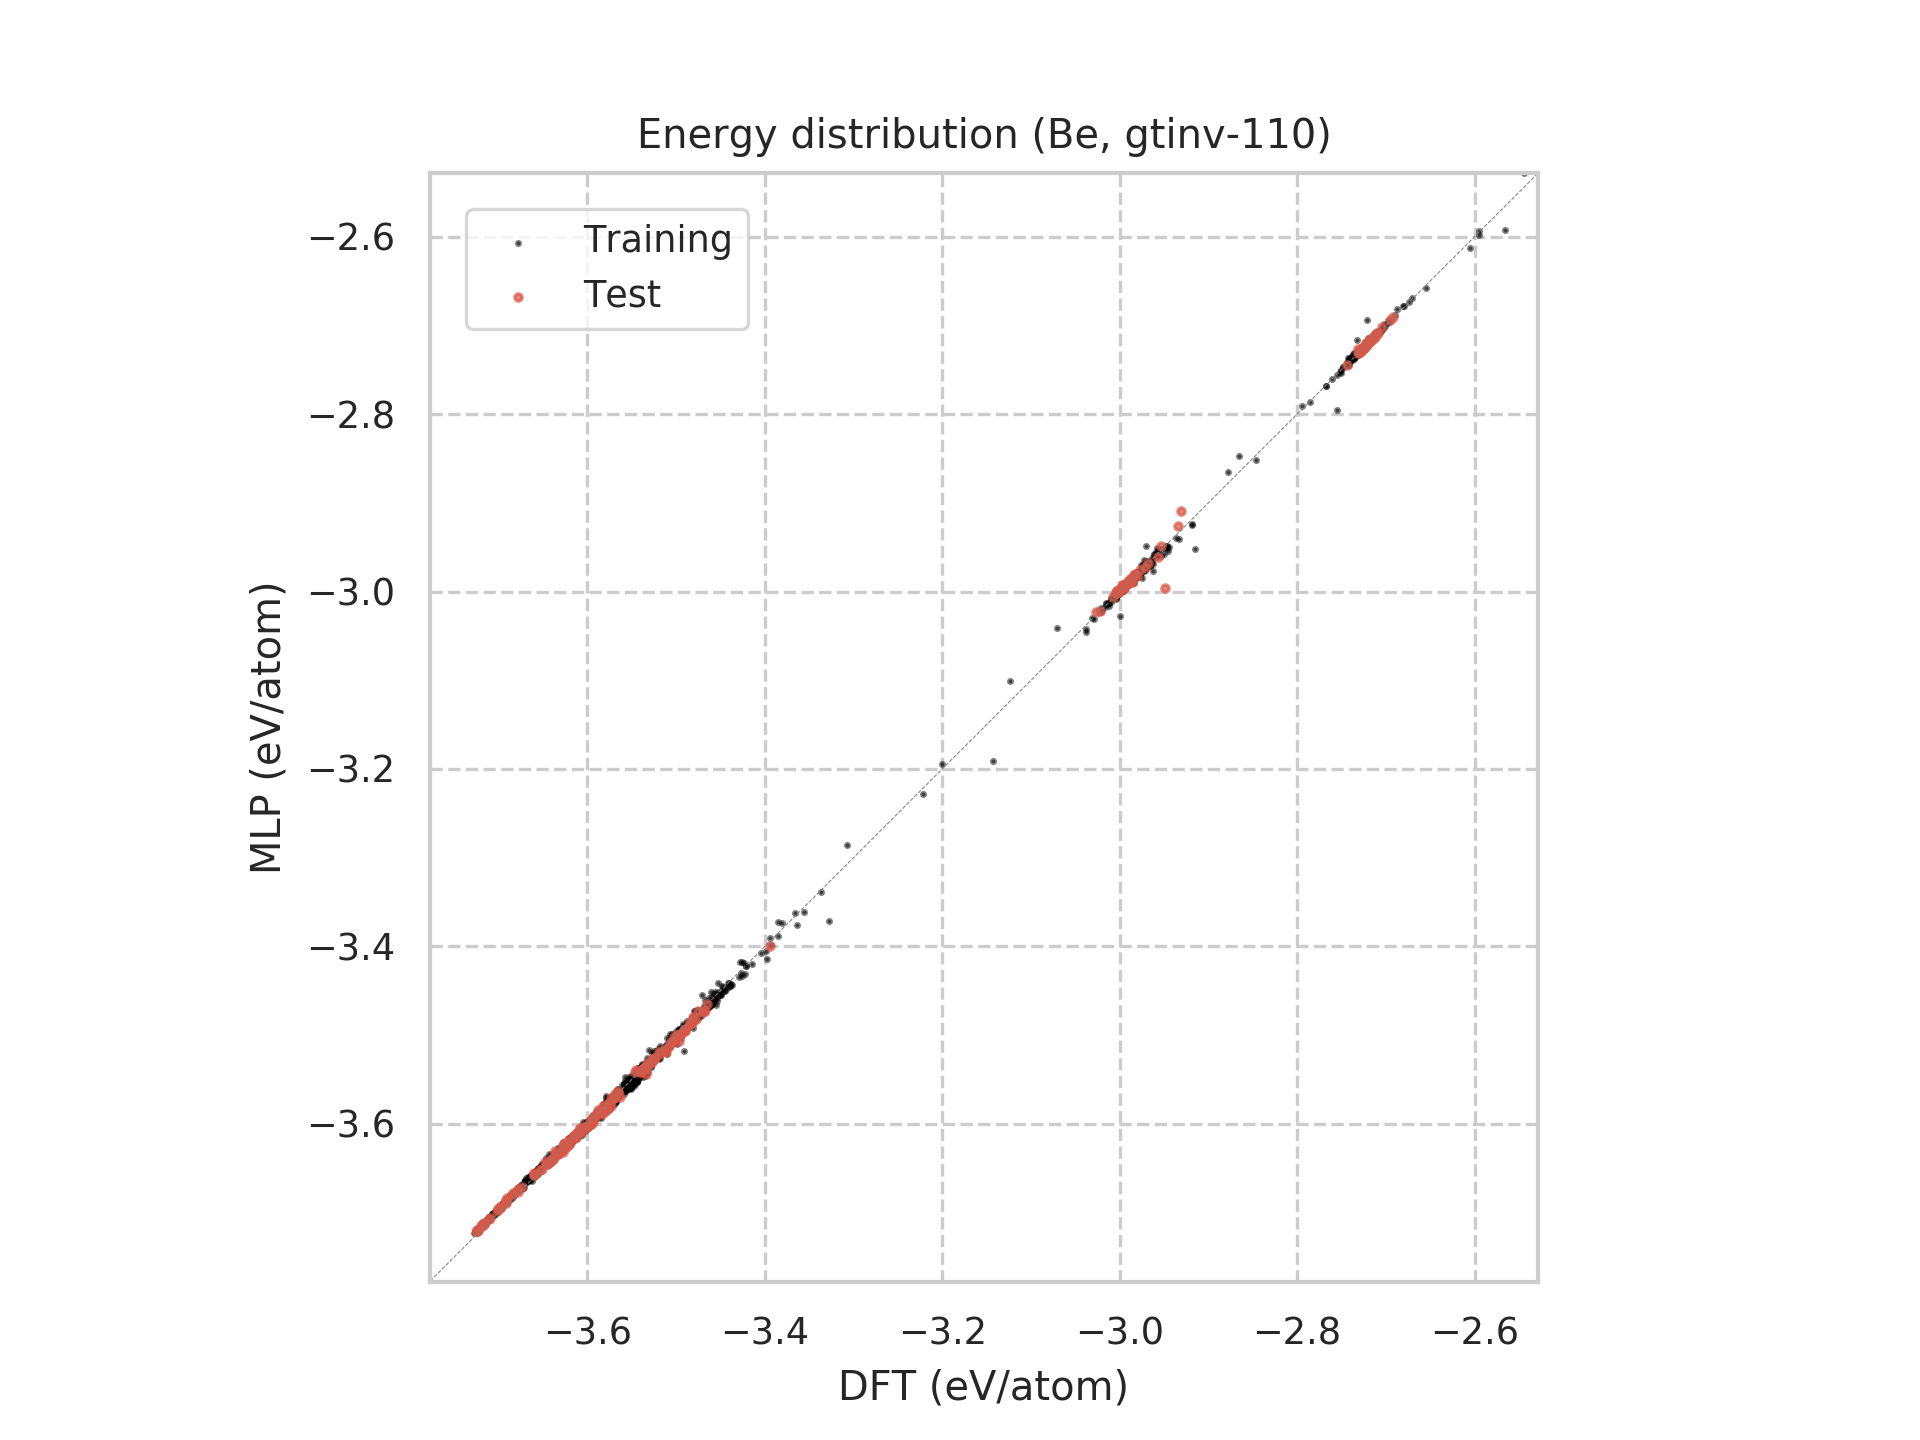 Energy distribution (Be, gtinv-110)
Training
Test
−2.6
−2.8
−3.0
−3.2
−3.4
−3.6
MLP (eV/atom)
−3.6 −3.4 −3.2 −3.0 −2.8 −2.6
DFT (eV/atom)